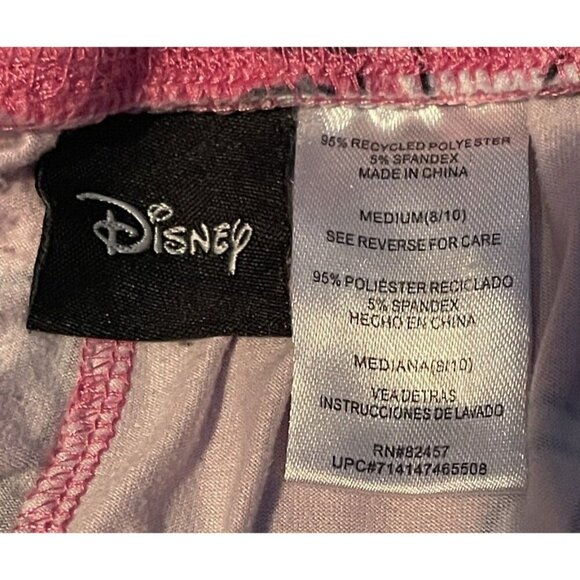 Disney
95% RECYCLED POLYESTER
5% SPANDEX
MADE IN CHINA
MEDIUM(8/10)
SEE REVERSE FOR CARE
95% POLIÉSTER RECICLADO
5% SPANDEX
HECHO EN CHINA
MEDIANA(8/10)
VEA DETRAS
INSTRUCCIONES DE LAVADO
RN#82457
UPC#714147465508